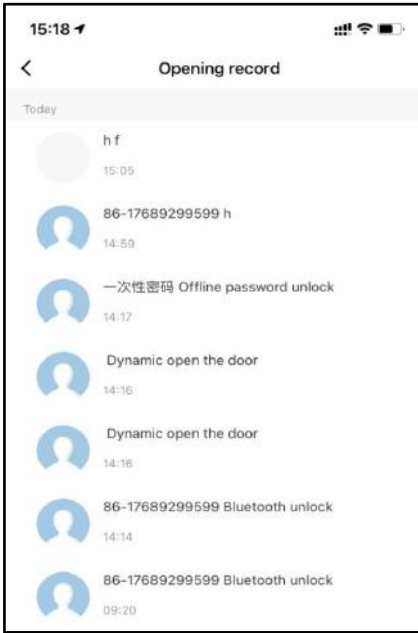 15:18
Opening record
Today
h f
15:05
86-17689299599 h
14:59
一次性密码 Offline password unlock
14:17
Dynamic open the door
14:16
Dynamic open the door
14:16
86-17689299599 Bluetooth unlock
14:14
86-17689299599 Bluetooth unlock
09:20